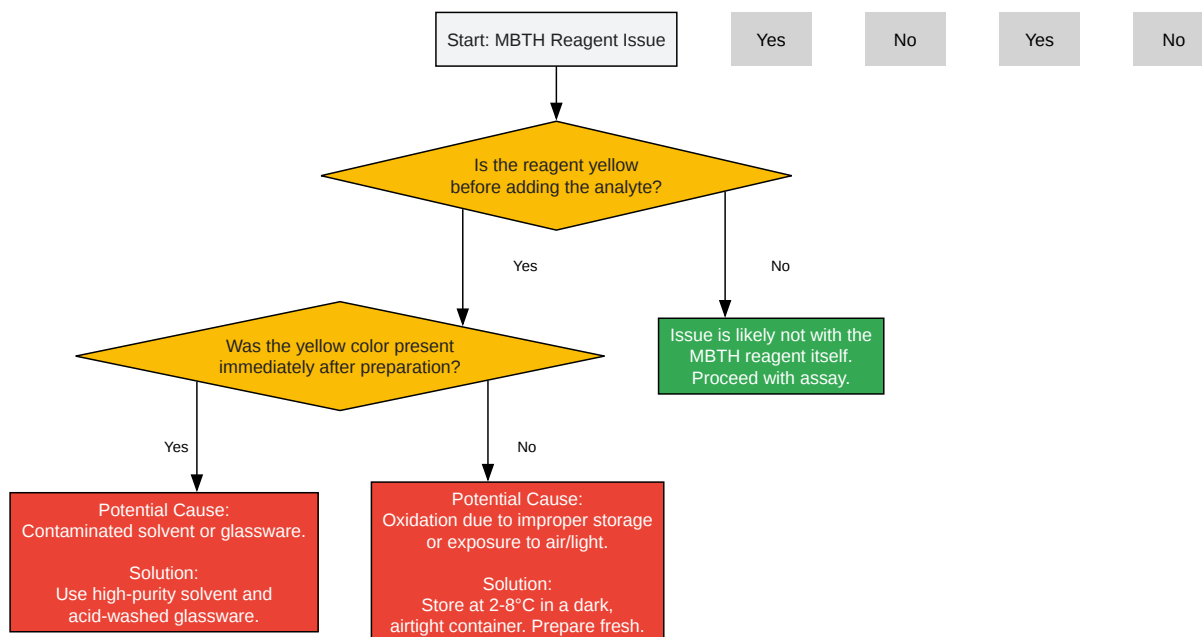 Start: MBTH Reagent Issue
Yes
No
Yes
No
Is the reagent yellow
before adding the analyte?
Yes
No
Was the yellow color present
immediately after preparation?
Issue is likely not with the
MBTH reagent itself.
Proceed with assay.
Yes
No
Potential Cause:
Contaminated solvent or glassware.
Solution:
Use high-purity solvent and
acid-washed glassware.
Potential Cause:
Oxidation due to improper storage
or exposure to air/light.
Solution:
Store at 2-8°C in a dark,
airtight container. Prepare fresh.